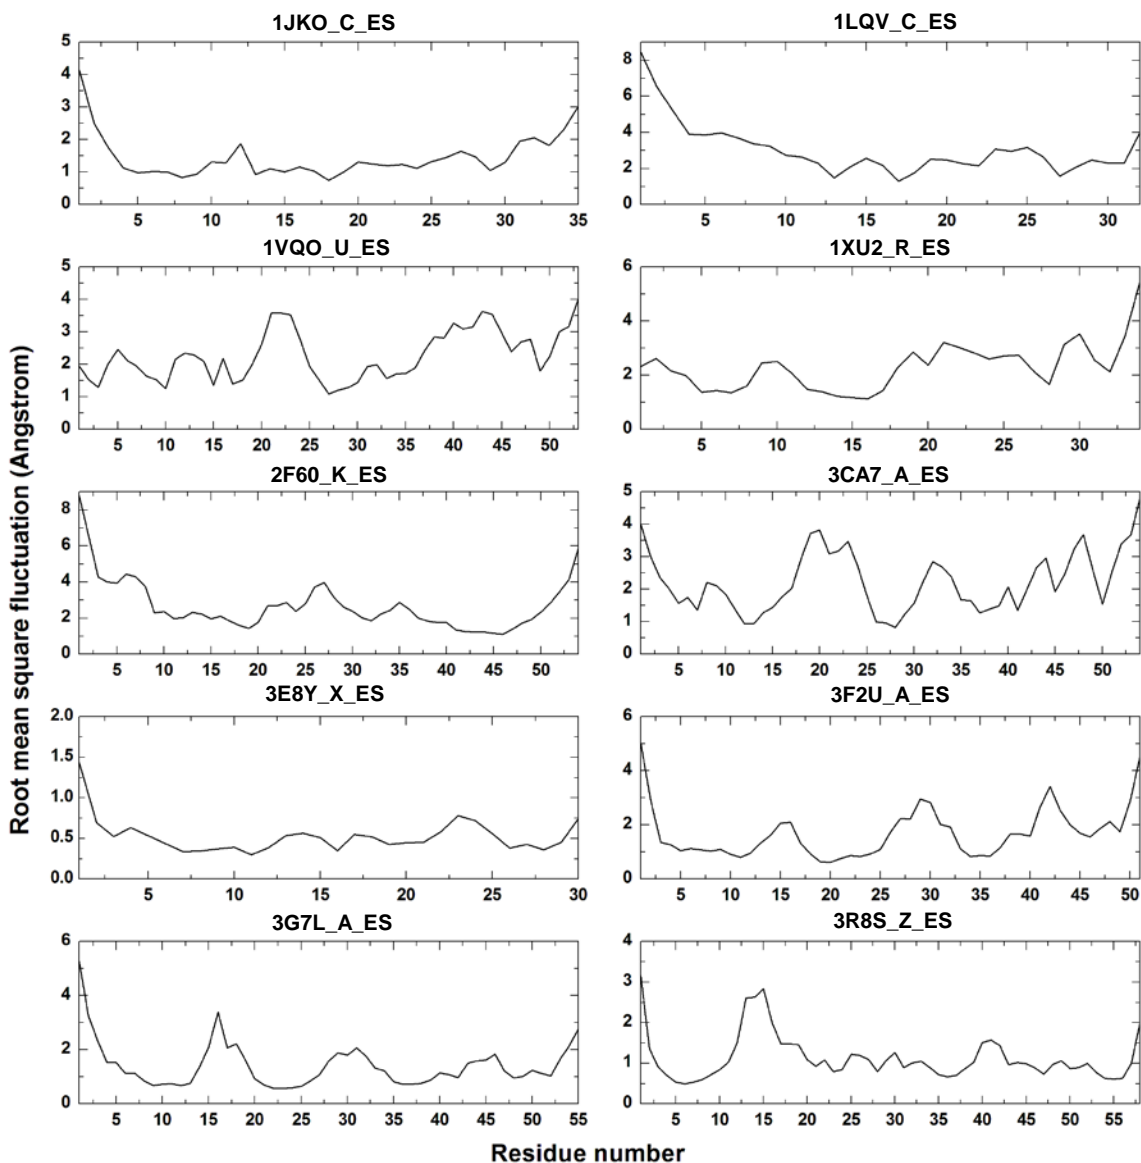 Root mean square fluctuation (Angstrom)
1JKO_C_ES
5
4
3
2
1
0
5 10 15 20 25 30 35
1LQV_C_ES
8
6
4
2
0
5 10 15 20 25 30
1VQO_U_ES
5
4
3
2
1
0
5 10 15 20 25 30 35 40 45 50
1XU2_R_ES
6
4
2
0
5 10 15 20 25 30
2F60_K_ES
8
6
4
2
0
5 10 15 20 25 30 35 40 45 50
3CA7_A_ES
5
4
3
2
1
0
5 10 15 20 25 30 35 40 45 50
3E8Y_X_ES
2.0
1.5
1.0
0.5
0.0
5 10 15 20 25 30
3F2U_A_ES
6
4
2
0
5 10 15 20 25 30 35 40 45 50
3G7L_A_ES
6
4
2
0
5 10 15 20 25 30 35 40 45 50 55
3R8S_Z_ES
4
3
2
1
0
5 10 15 20 25 30 35 40 45 50 55
Residue number